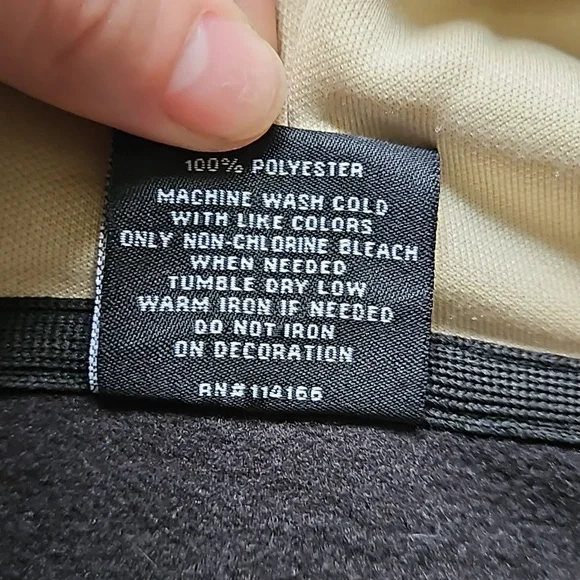 100% POLYESTER
MACHINE WASH COLD
WITH LIKE COLORS
ONLY NON-CHLORINE BLEACH
WHEN NEEDED
TUMBLE DRY LOW
WARM IRON IF NEEDED
DO NOT IRON
ON DECORATION
RN#114166